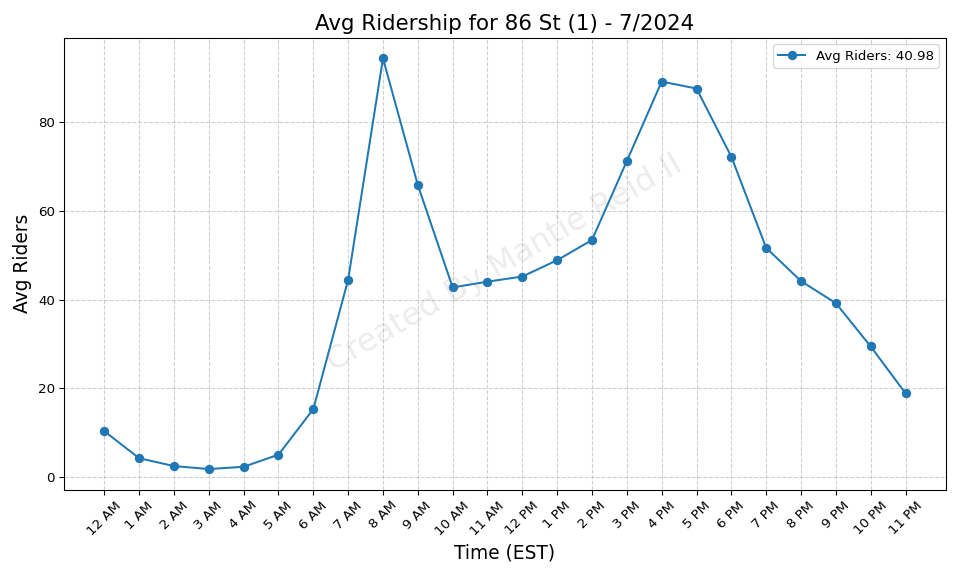 Avg Ridership for 86 St (1) - 7/2024
Avg Riders: 40.98
Avg Riders
80
60
40
20
0
Created By Mantie Reid II
12 AM
1 AM
2 AM
3 AM
4 AM
5 AM
6 AM
7 AM
8 AM
9 AM
10 AM
11 AM
12 PM
1 PM
2 PM
3 PM
4 PM
5 PM
6 PM
7 PM
8 PM
9 PM
10 PM
11 PM
Time (EST)